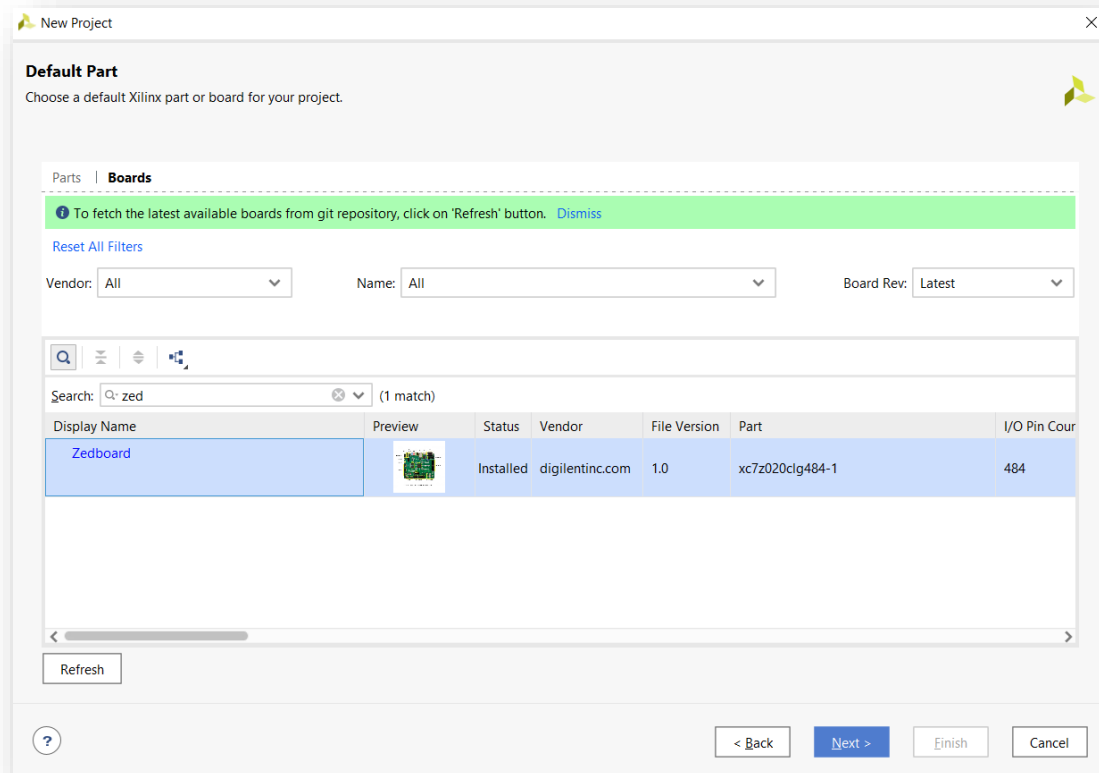 New Project
Default Part
Choose a default Xilinx part or board for your project.
Parts | Boards
To fetch the latest available boards from git repository, click on 'Refresh' button. Dismiss
Reset All Filters
Vendor: All Name: All Board Rev: Latest
Search: zed (1 match)
Display Name Preview Status Vendor File Version Part I/O Pin Cour
Zedboard Installed digilentinc.com 1.0 xc7z020clg484-1 484
Refresh
? < Back Next > Finish Cancel